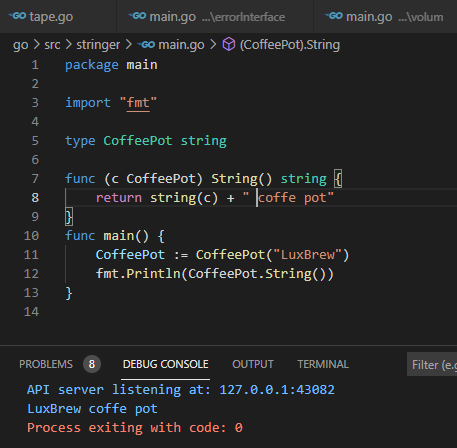 tape.go main.go ...\errorInterface main.go ...\volum
go > src > stringer > main.go > (CoffeePot).String
1 package main
2
3 import "fmt"
4
5 type CoffeePot string
6
7 func (c CoffeePot) String() string {
8 return string(c) + " coffe pot"
9 }
10 func main() {
11 CoffeePot := CoffeePot("LuxBrew")
12 fmt.Println(CoffeePot.String())
13 }
14
PROBLEMS 8 DEBUG CONSOLE OUTPUT TERMINAL Filter (e.g
API server listening at: 127.0.0.1:43082
LuxBrew coffe pot
Process exiting with code: 0